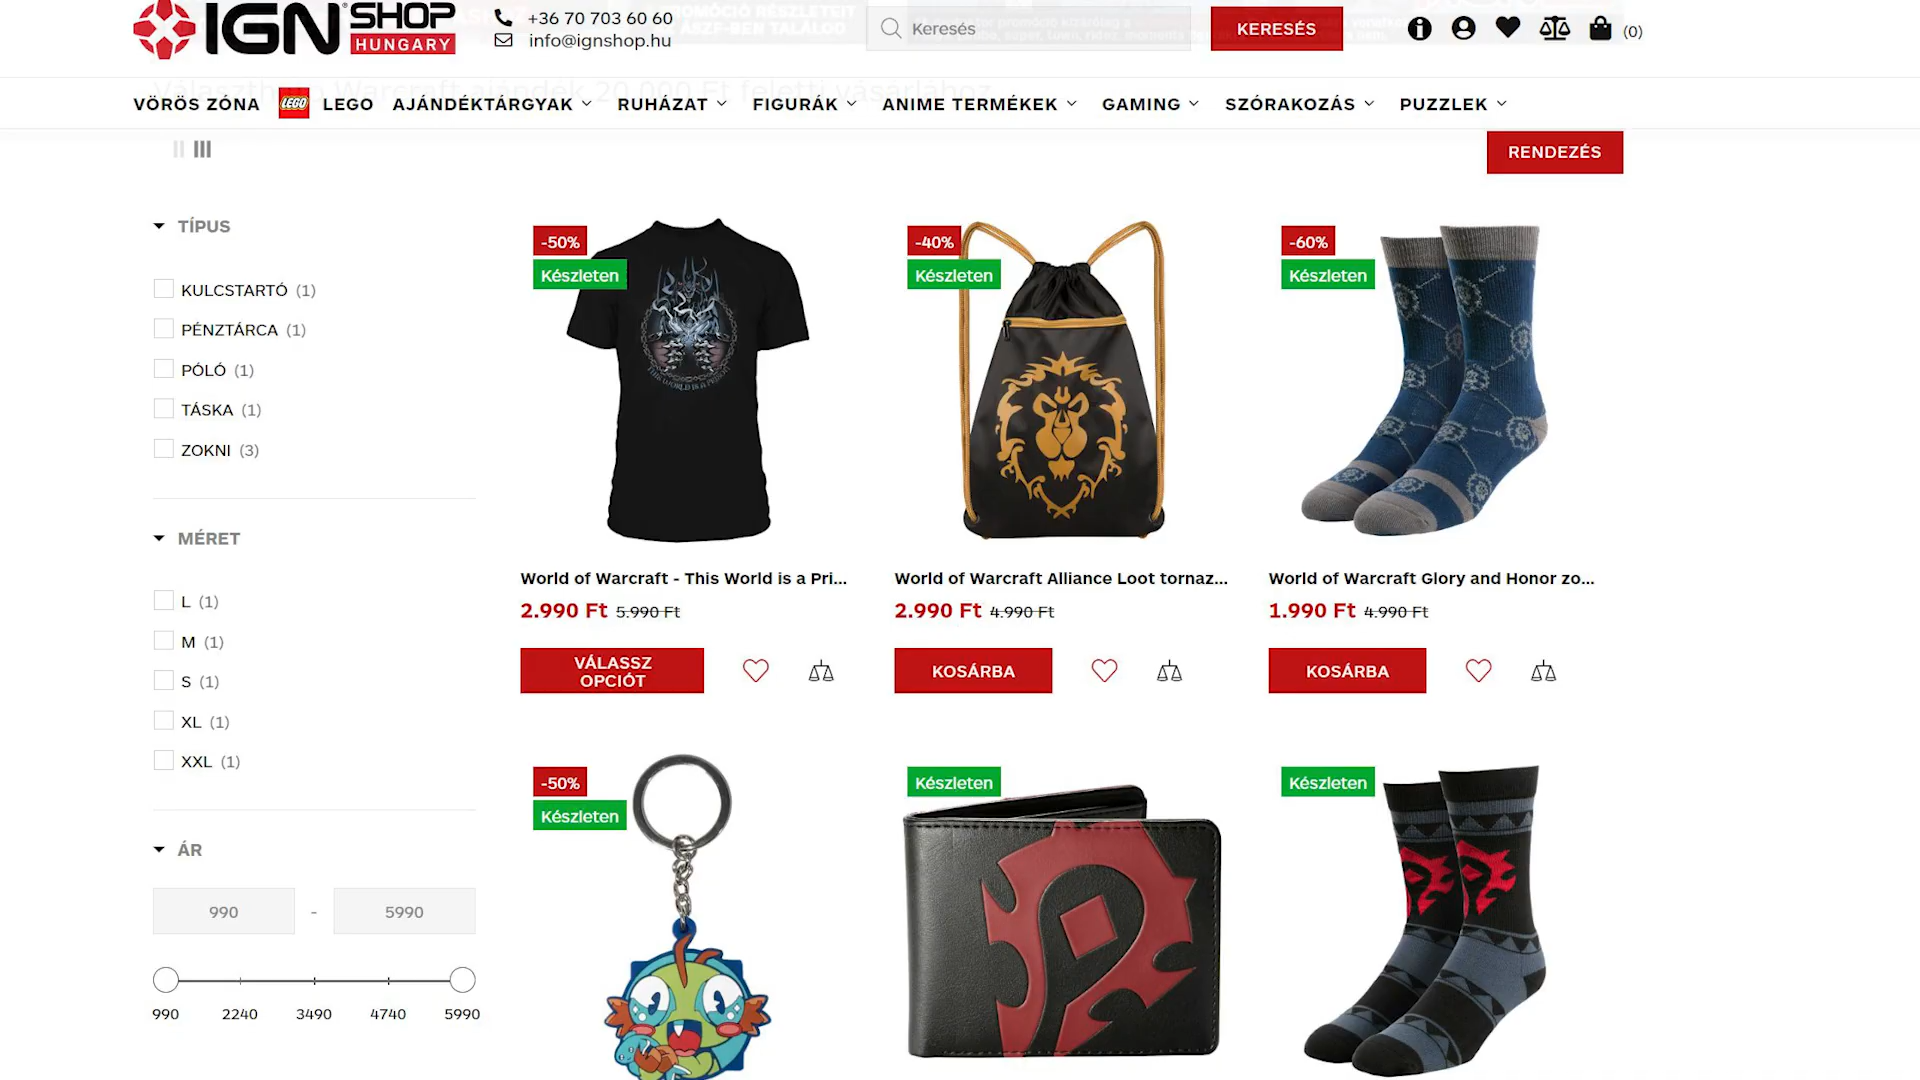 IGN SHOP
HUNGARY
+36 70 703 60 60
info@ignshop.hu
Keresés
KERESÉS
(0)
VÖRÖS ZÓNA
LEGO
LEGO
AJÁNDÉKTÁRGYAK
RUHÁZAT
FIGURÁK
ANIME TERMÉKEK
GAMING
SZÓRAKOZÁS
PUZZLEK
RENDEZÉS
TÍPUS
KULCSTARTÓ (1)
PÉNZTÁRCA (1)
PÓLÓ (1)
TÁSKA (1)
ZOKNI (3)
MÉRET
L (1)
M (1)
S (1)
XL (1)
XXL (1)
ÁR
990 - 5990
990 2240 3490 4740 5990
-50%
Készleten
THIS WORLD IS A PRISON
World of Warcraft - This World is a Pri...
2.990 Ft 5.990 Ft
VÁLASSZ
OPCIÓT
-40%
Készleten
World of Warcraft Alliance Loot tornaz...
2.990 Ft 4.990 Ft
KOSÁRBA
-60%
Készleten
World of Warcraft Glory and Honor zo...
1.990 Ft 4.990 Ft
KOSÁRBA
-50%
Készleten
Készleten
Készleten